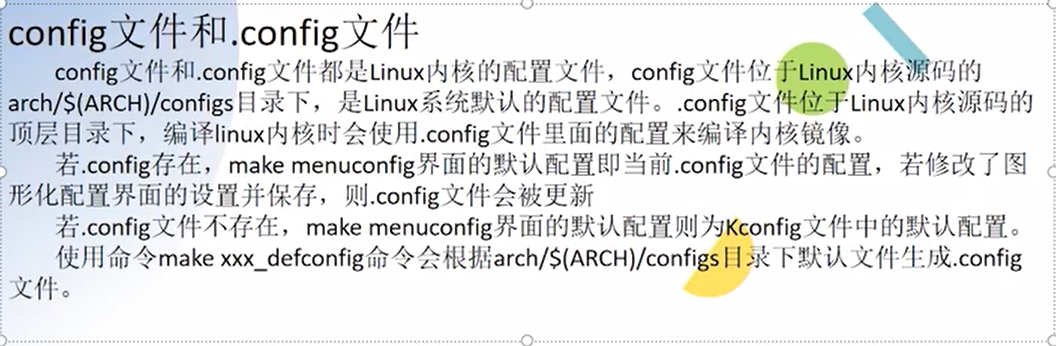 config文件和.config文件
config文件和.config文件都是Linux内核的配置文件，config文件位于Linux内核源码的
arch/$(ARCH)/configs目录下，是Linux系统默认的配置文件。.config文件位于Linux内核源码的
顶层目录下，编译linux内核时会使用.config文件里面的配置来编译内核镜像。
若.config存在，make menuconfig界面的默认配置即当前.config文件的配置，若修改了图
形化配置界面的设置并保存，则.config文件会被更新
若.config文件不存在，make menuconfig界面的默认配置则为Kconfig文件中的默认配置。
使用命令make xxx_defconfig命令会根据arch/$(ARCH)/configs目录下默认文件生成.config
文件。